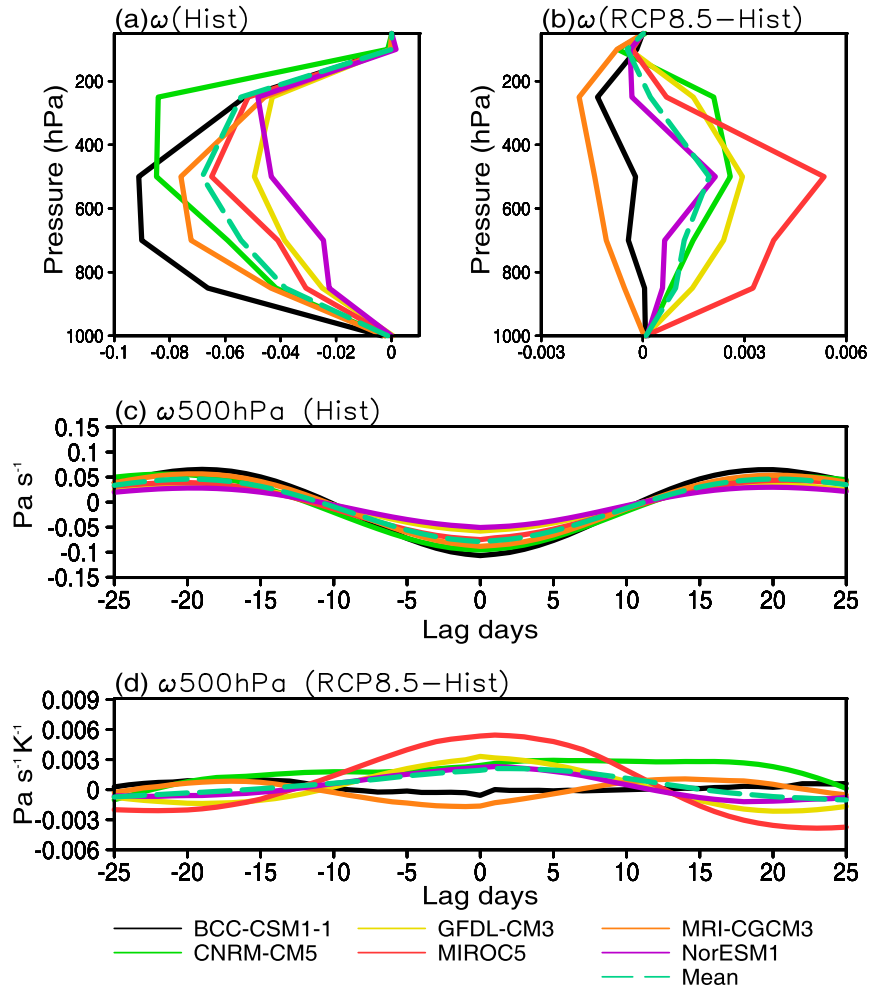 (a)ω(Hist)
(b)ω(RCP8.5−Hist)
Pressure (hPa)
200
400
600
800
1000
-0.1 -0.08 -0.06 -0.04 -0.02 0
Pressure (hPa)
200
400
600
800
1000
-0.003 0 0.003 0.006
(c) ω500hPa (Hist)
Pa s⁻¹
0.15
0.1
0.05
0
-0.05
-0.1
-0.15
-25 -20 -15 -10 -5 0 5 10 15 20 25
Lag days
(d) ω500hPa (RCP8.5−Hist)
Pa s⁻¹ K⁻¹
0.009
0.006
0.003
0
-0.003
-0.006
-25 -20 -15 -10 -5 0 5 10 15 20 25
Lag days
BCC-CSM1-1 GFDL-CM3 MRI-CGCM3
CNRM-CM5 MIROC5 NorESM1
Mean